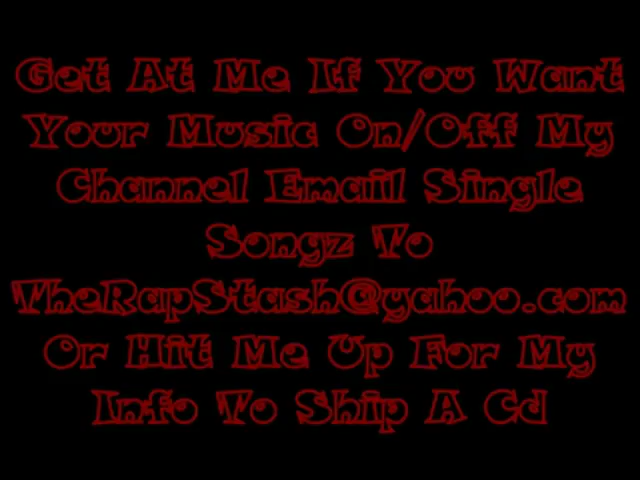 Get At Me If You Want
Your Music On/Off My
Channel Email Single
Songz To
TheRapStash@yahoo.com
Or Hit Me Up For My
Info To Ship A Cd